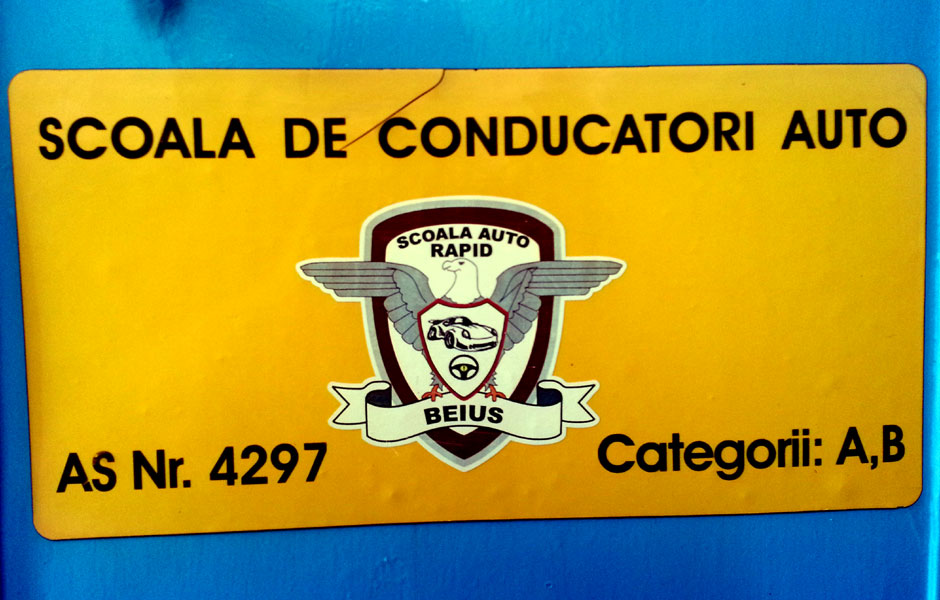 SCOALA DE CONDUCATORI AUTO
SCOALA AUTO
RAPID
BEIUS
AS Nr. 4297
Categorii: A,B